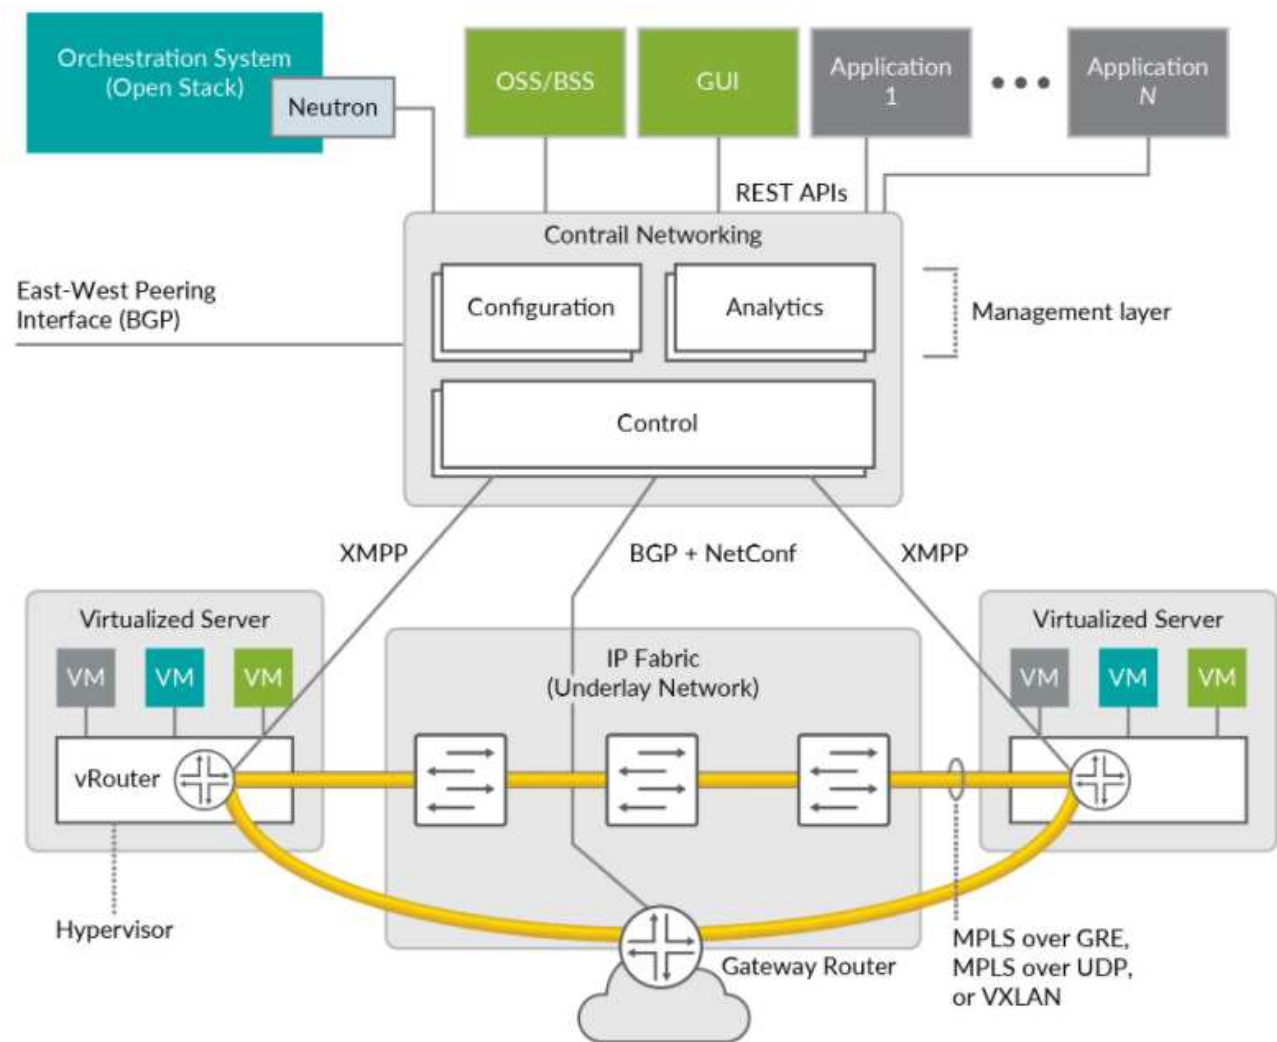 Orchestration System
(Open Stack)
Neutron
OSS/BSS
GUI
Application
1
Application
N
REST APIs
Contrail Networking
Configuration
Analytics
Management layer
East-West Peering
Interface (BGP)
Control
XMPP
BGP + NetConf
XMPP
Virtualized Server
VM
VM
VM
vRouter
Hypervisor
IP Fabric
(Underlay Network)
Virtualized Server
VM
VM
VM
Gateway Router
MPLS over GRE,
MPLS over UDP,
or VXLAN